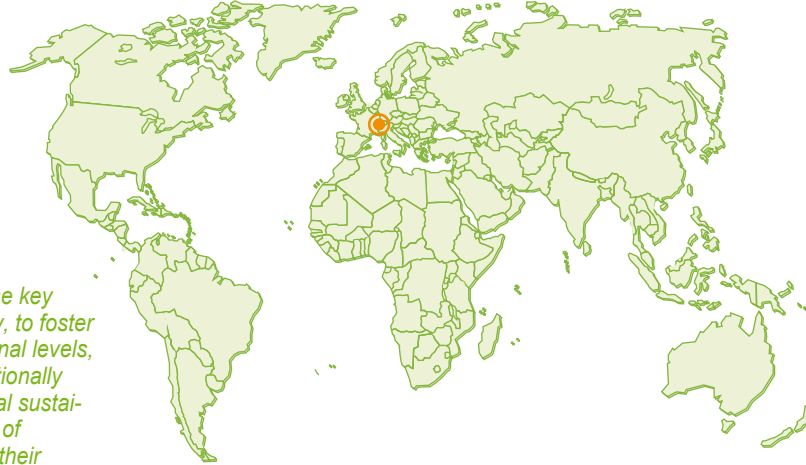 e key
, to foster
nal levels,
tionally
al sustai-
of
their